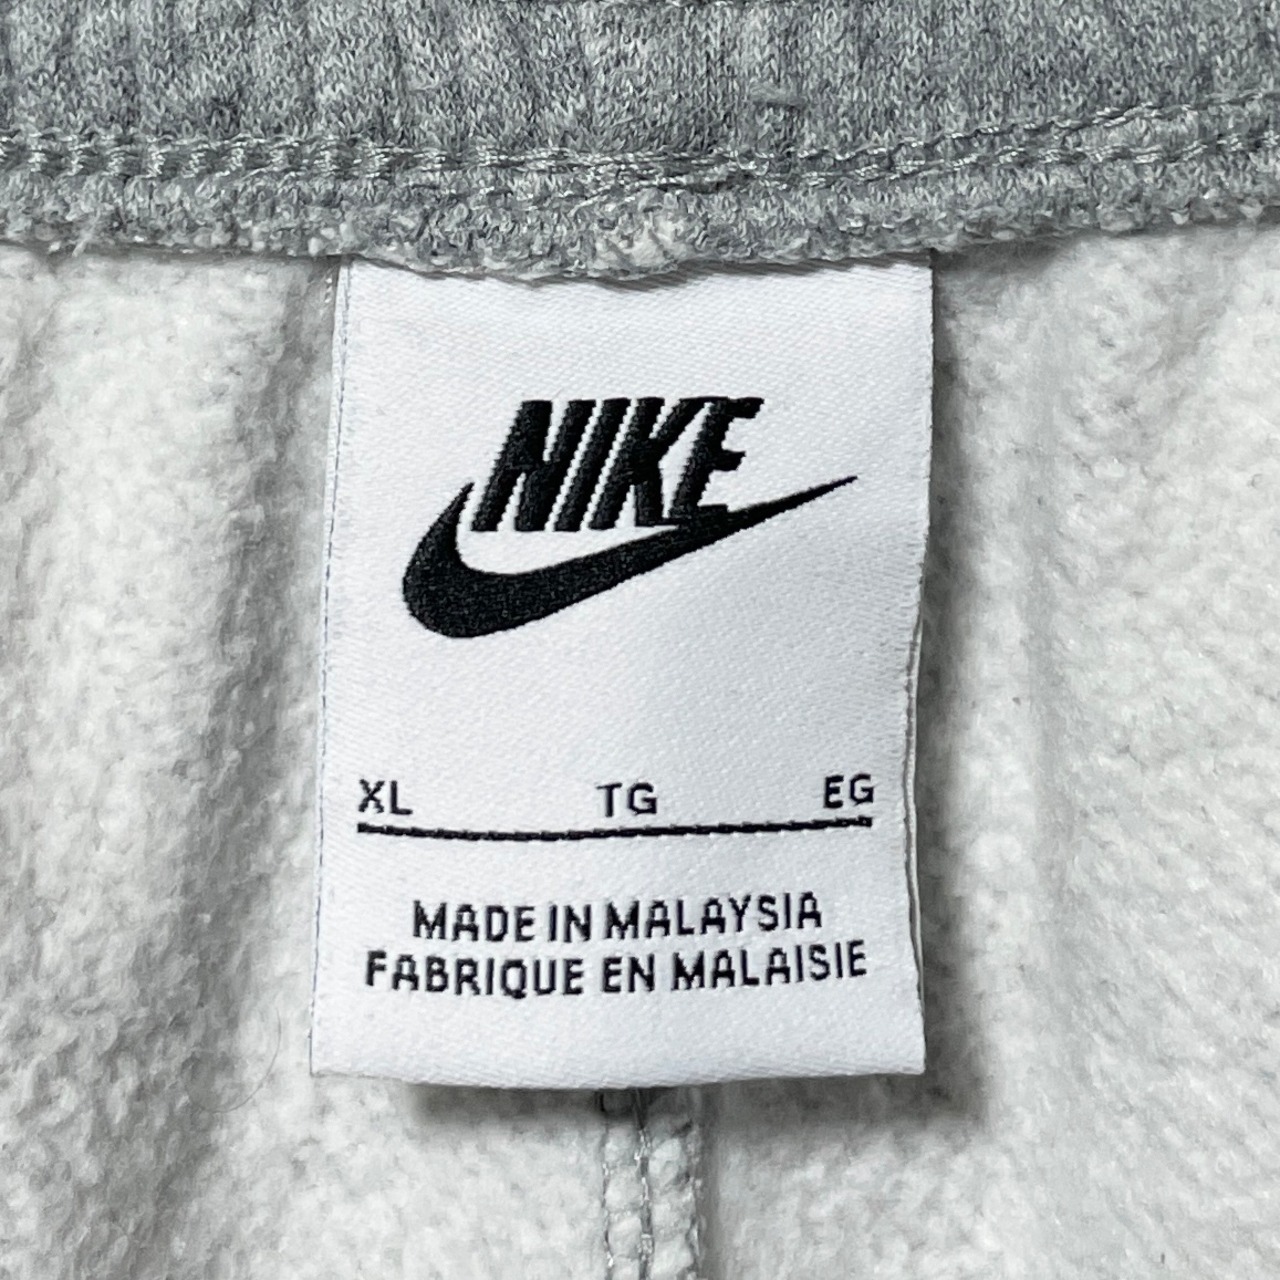 NIKE
XL TG EG
MADE IN MALAYSIA
FABRIQUE EN MALAISIE